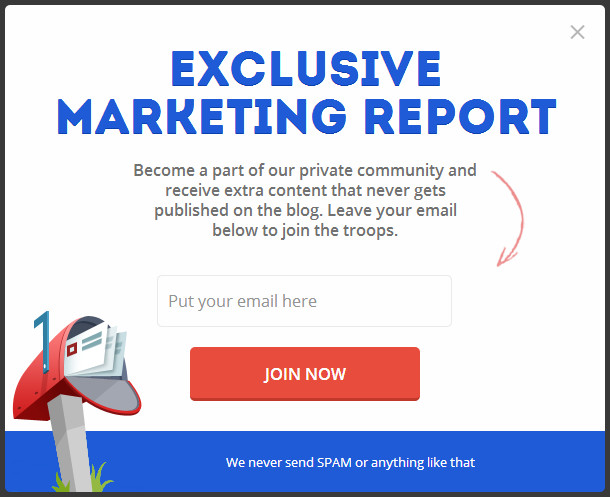 EXCLUSIVE
MARKETING REPORT
Become a part of our private community and
receive extra content that never gets
published on the blog. Leave your email
below to join the troops.
Put your email here
JOIN NOW
We never send SPAM or anything like that